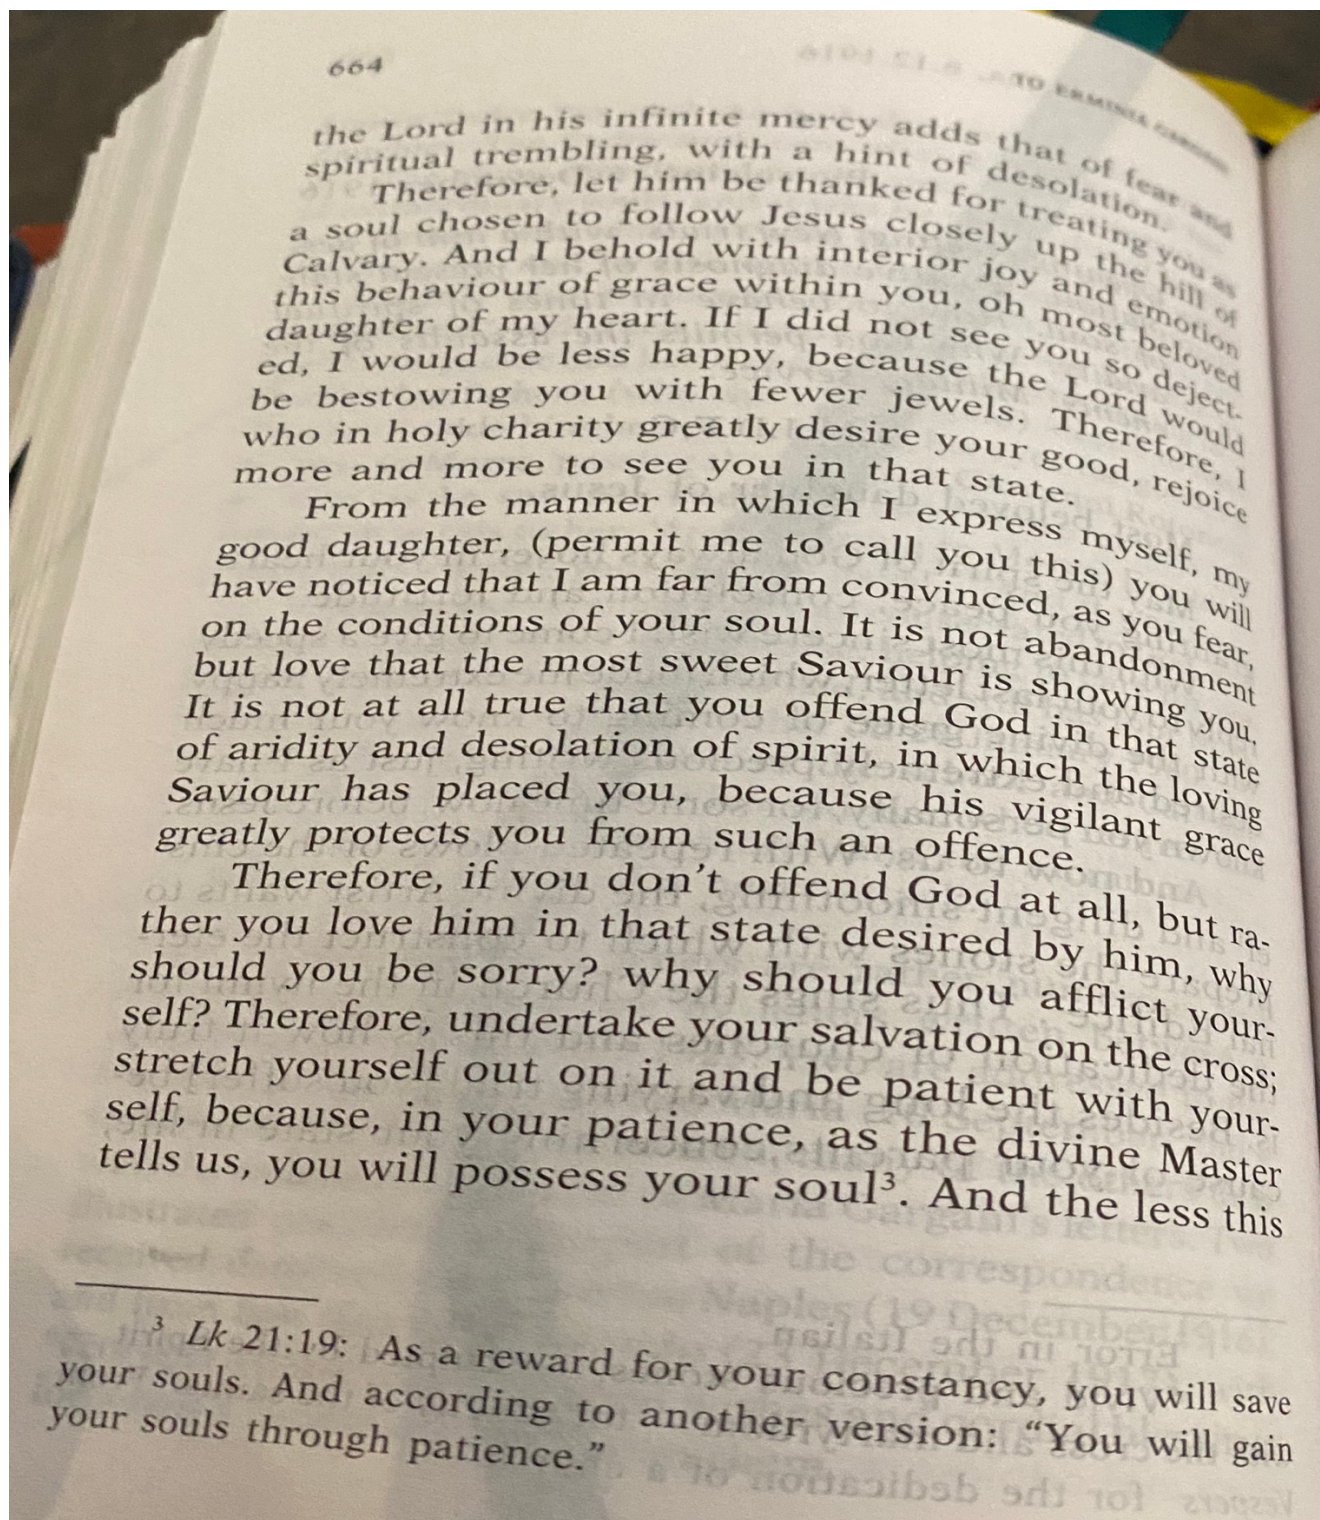 664
TO ERMINIA GARGANI
the Lord in his infinite mercy adds that of fear and
spiritual trembling, with a hint of desolation.
Therefore, let him be thanked for treating you as
a soul chosen to follow Jesus closely up the hill of
Calvary. And I behold with interior joy and emotion
this behaviour of grace within you, oh most beloved
daughter of my heart. If I did not see you so deject-
ed, I would be less happy, because the Lord would
be bestowing you with fewer jewels. Therefore, I
who in holy charity greatly desire your good, rejoice
more and more to see you in that state.
From the manner in which I express myself, my
good daughter, (permit me to call you this) you will
have noticed that I am far from convinced, as you fear,
on the conditions of your soul. It is not abandonment
but love that the most sweet Saviour is showing you.
It is not at all true that you offend God in that state
of aridity and desolation of spirit, in which the loving
Saviour has placed you, because his vigilant grace
greatly protects you from such an offence.
Therefore, if you don't offend God at all, but ra-
ther you love him in that state desired by him, why
should you be sorry? why should you afflict your-
self? Therefore, undertake your salvation on the cross;
stretch yourself out on it and be patient with your-
self, because, in your patience, as the divine Master
tells us, you will possess your soul³. And the less this
³ Lk 21:19: As a reward for your constancy, you will save
your souls. And according to another version: “You will gain
your souls through patience.”